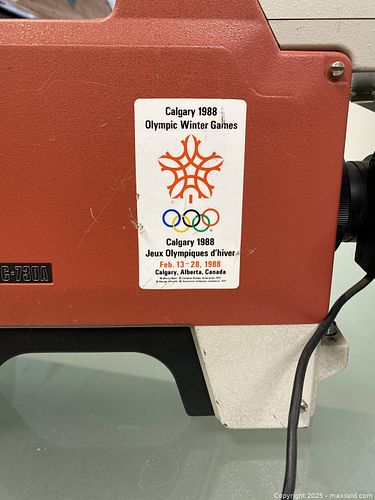 Calgary 1988
Olympic Winter Games
Calgary 1988
Jeux Olympiques d'hiver
Feb. 13-28, 1988
Calgary, Alberta, Canada
C-730A
Copyright 2025 - maxsold.com